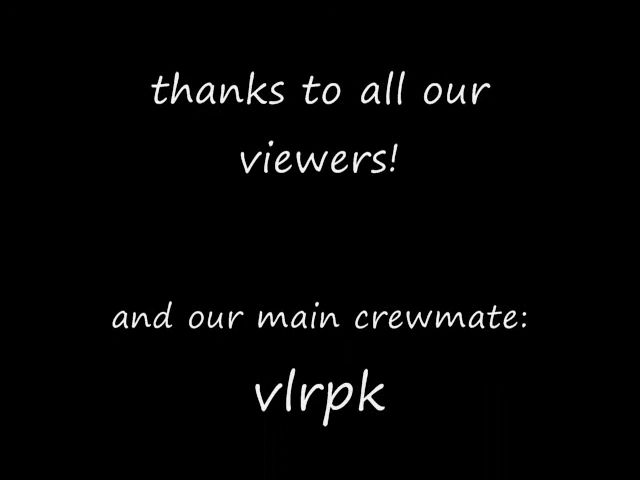 thanks to all our
viewers!
and our main crewmate:
vlrpk